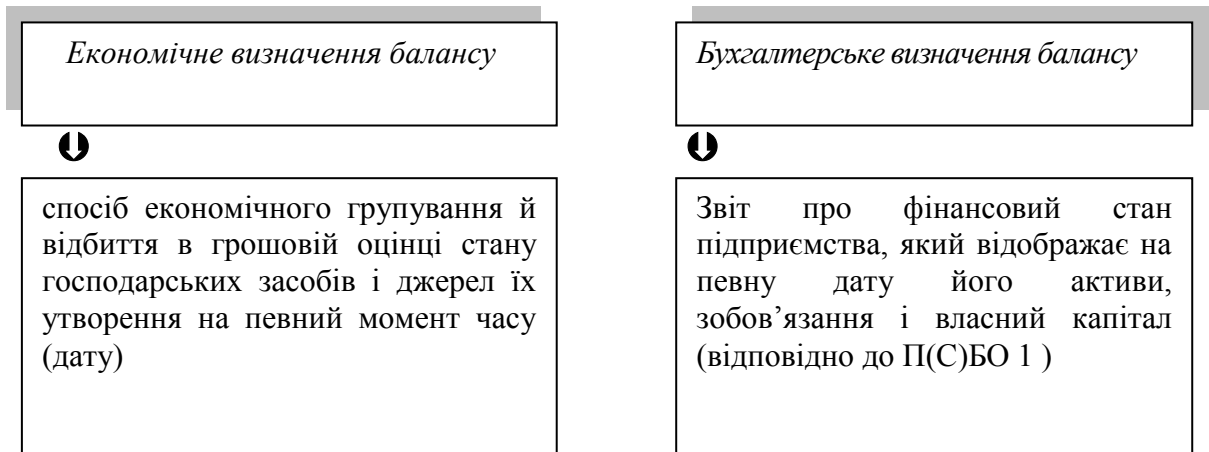 Економічне визначення балансу
спосіб економічного групування й
відбиття в грошовій оцінці стану
господарських засобів і джерел їх
утворення на певний момент часу
(дату)
Бухгалтерське визначення балансу
Звіт про фінансовий стан
підприємства, який відображає на
певну дату його активи,
зобов’язання і власний капітал
(відповідно до П(С)БО 1 )